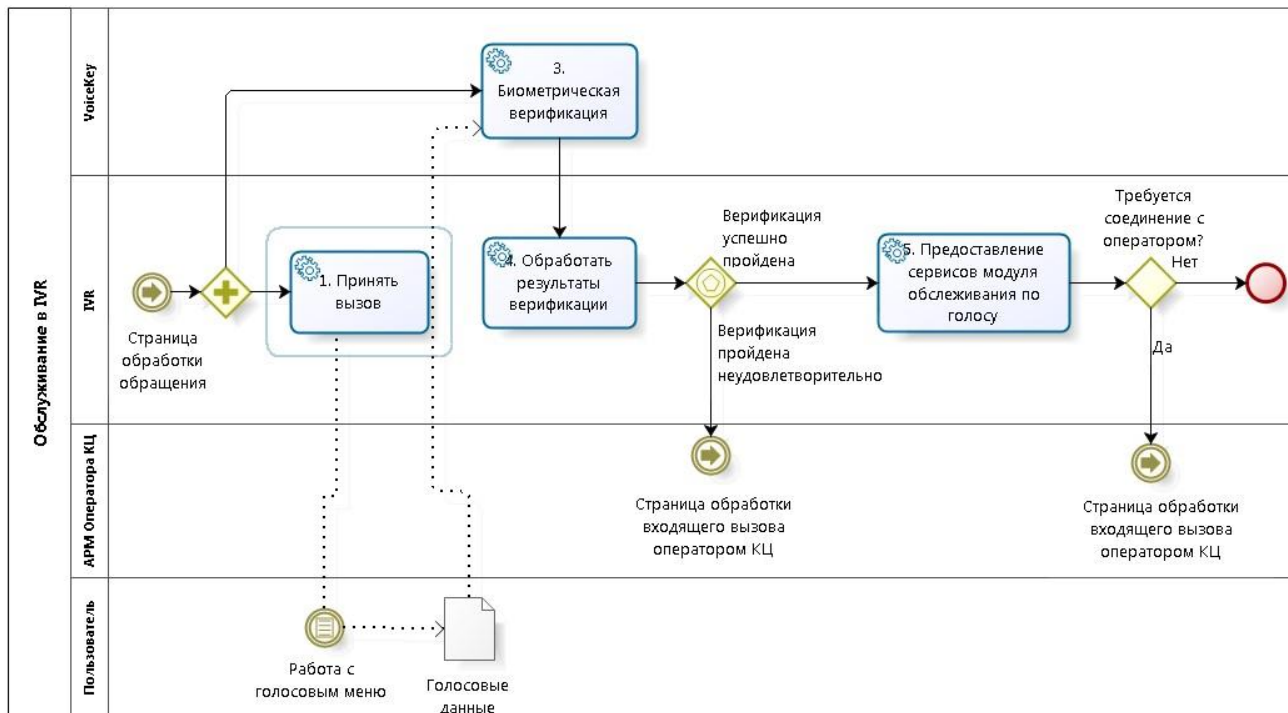 Обслуживание в IVR
VoiceKey
3.
Биометрическая
верификация
IVR
Страница
обработки
обращения
1. Принять
вызов
4. Обработать
результаты
верификации
Верификация
успешно
пройдена
Верификация
пройдена
неудовлетворительно
5. Предоставление
сервисов модуля
обслеживания по
голосу
Требуется
соединение с
оператором?
Нет
Да
АРМ Оператора КЦ
Страница обработки
входящего вызова
оператором КЦ
Страница обработки
входящего вызова
оператором КЦ
Пользователь
Работа с
голосовым меню
Голосовые
данные